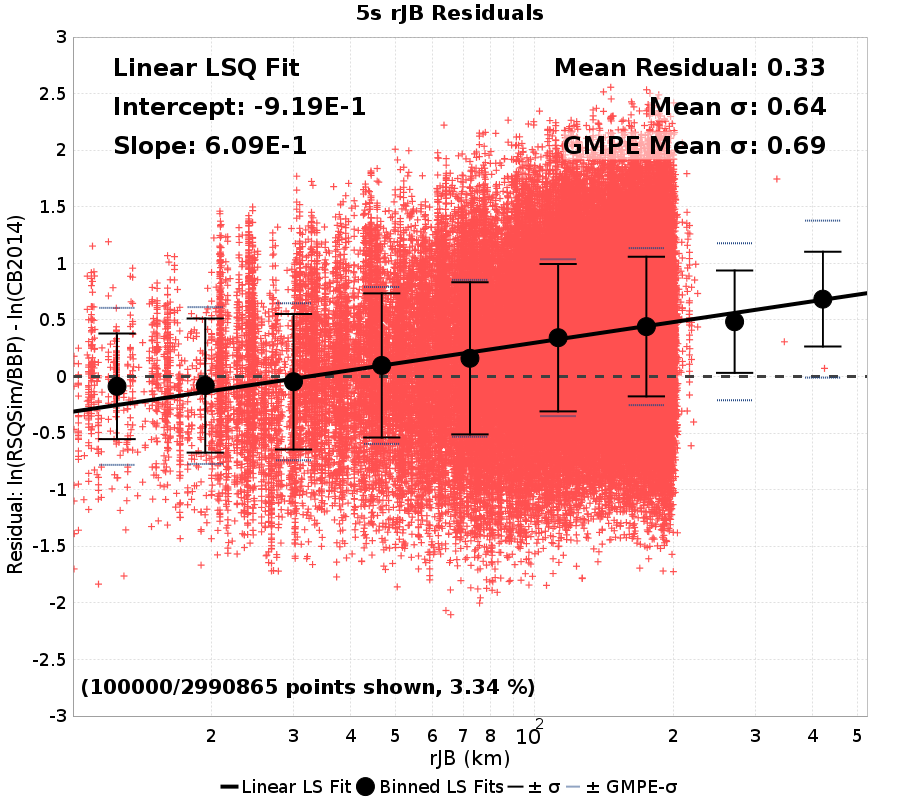 5s rJB Residuals
Linear LSQ Fit
Intercept: -9.19E-1
Slope: 6.09E-1
Mean Residual: 0.33
Mean σ: 0.64
GMPE Mean σ: 0.69
Residual: ln(RSQSim/BBP) - ln(CB2014)
3
2.5
2
1.5
1
0.5
0
-0.5
-1
-1.5
-2
-2.5
-3
(100000/2990865 points shown, 3.34 %)
2 3 4 5 6 7 8 10² 2 3 4 5
rJB (km)
Linear LS Fit Binned LS Fits ± σ ± GMPE-σ